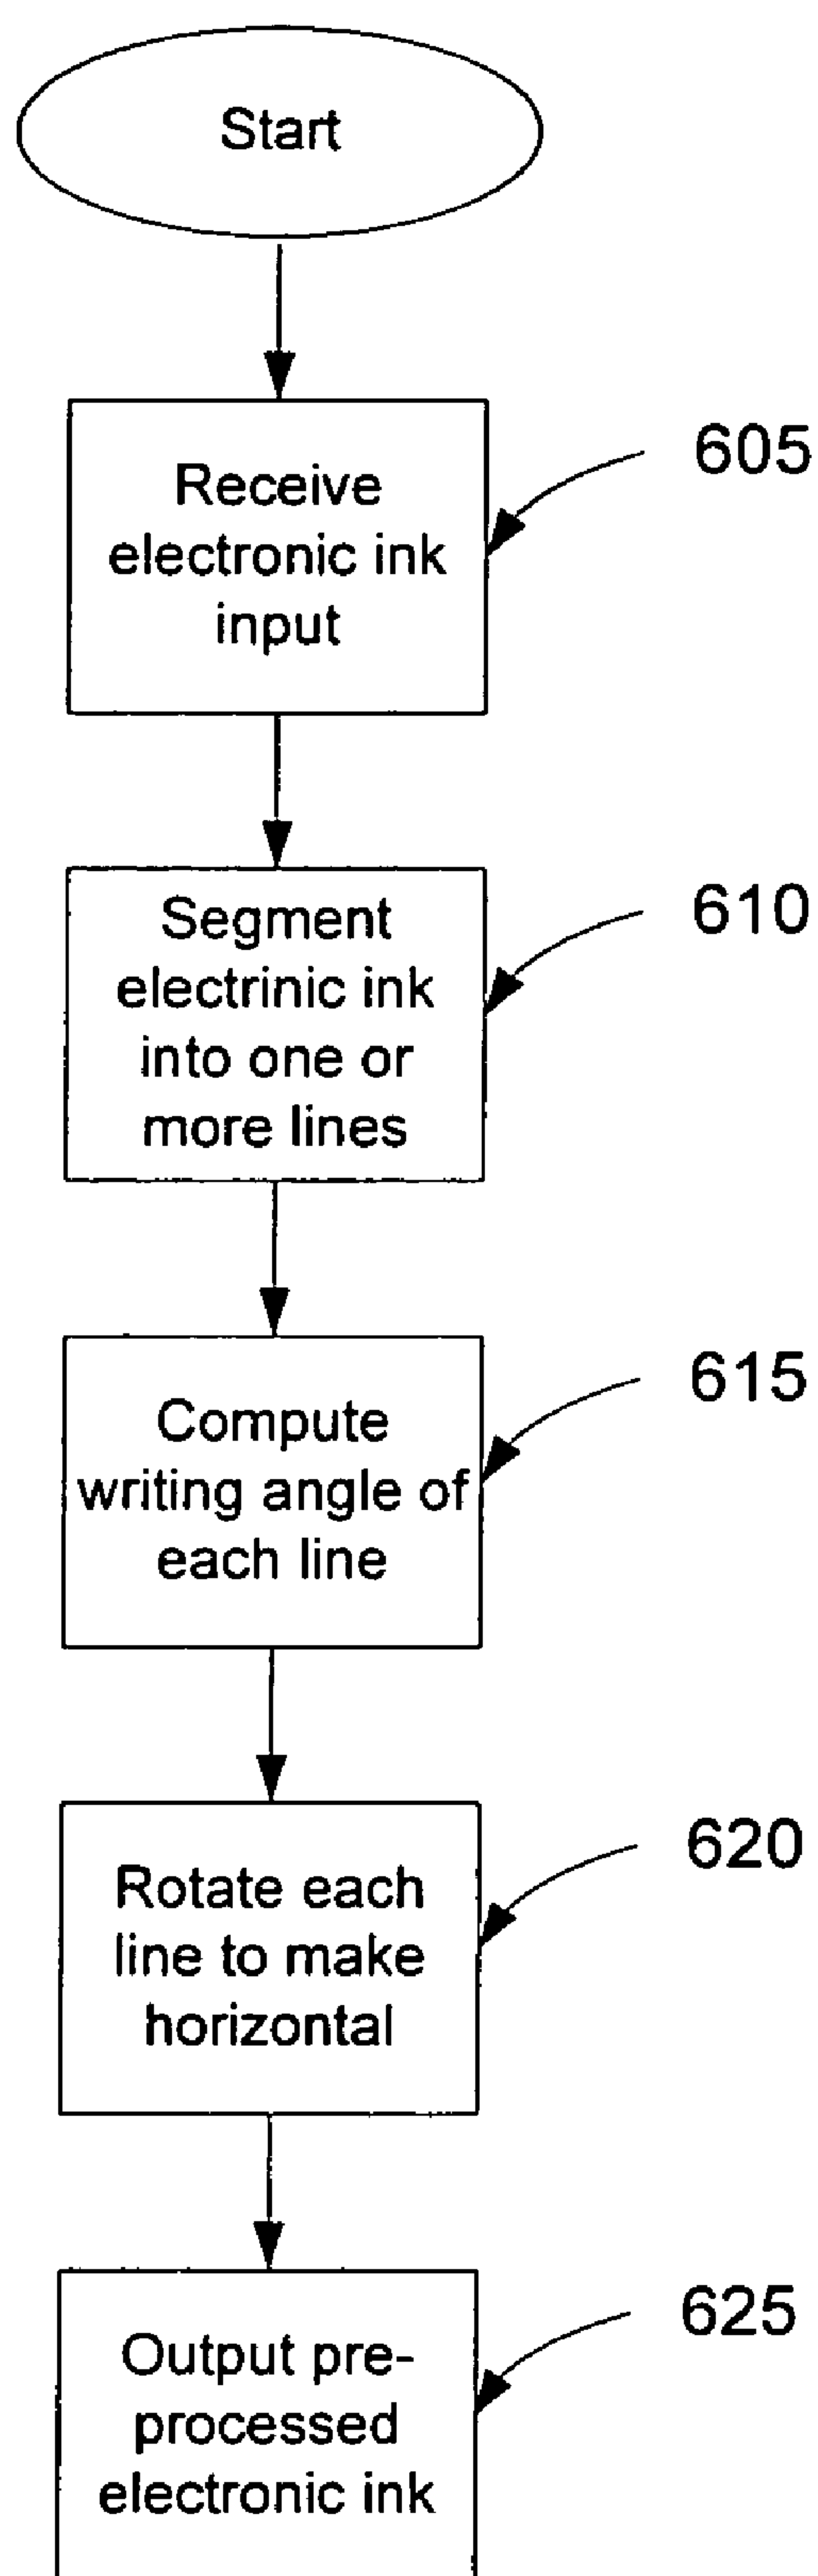 Start
Receive
electronic ink
input
605
Segment
electrinic ink
into one or
more lines
610
Compute
writing angle of
each line
615
Rotate each
line to make
horizontal
620
Output pre-
processed
electronic ink
625